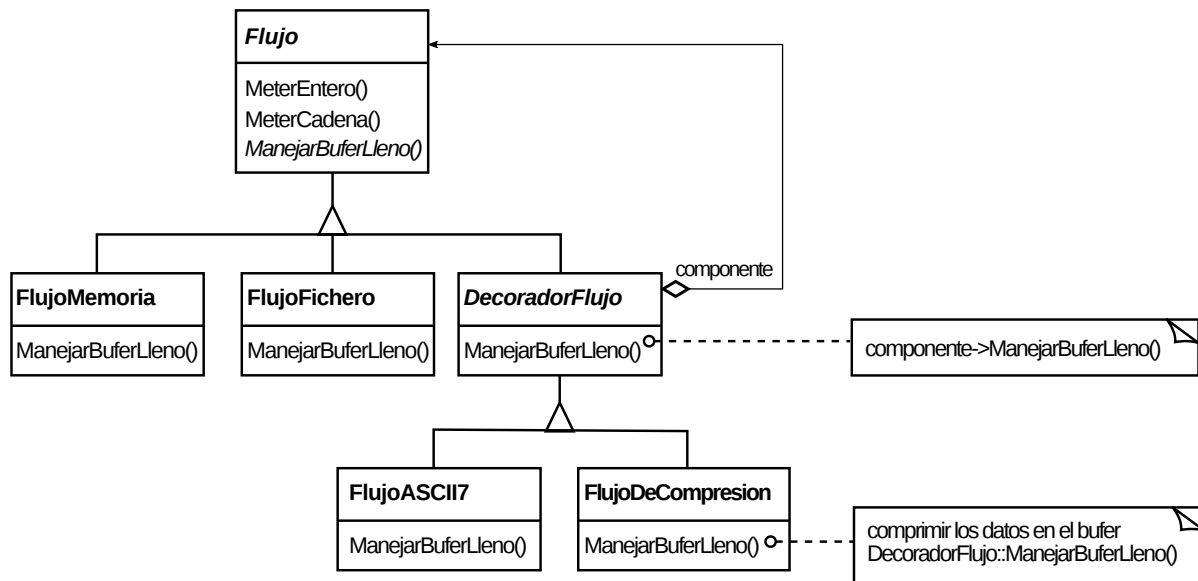 Flujo
MeterEntero()
MeterCadena()
ManejarBuferLleno()
componente
FlujoMemoria
ManejarBuferLleno()
FlujoFichero
ManejarBuferLleno()
DecoradorFlujo
ManejarBuferLleno()
componente->ManejarBuferLleno()
FlujoASCII7
ManejarBuferLleno()
FlujoDeCompresion
ManejarBuferLleno()
comprimir los datos en el bufer
DecoradorFlujo::ManejarBuferLleno()